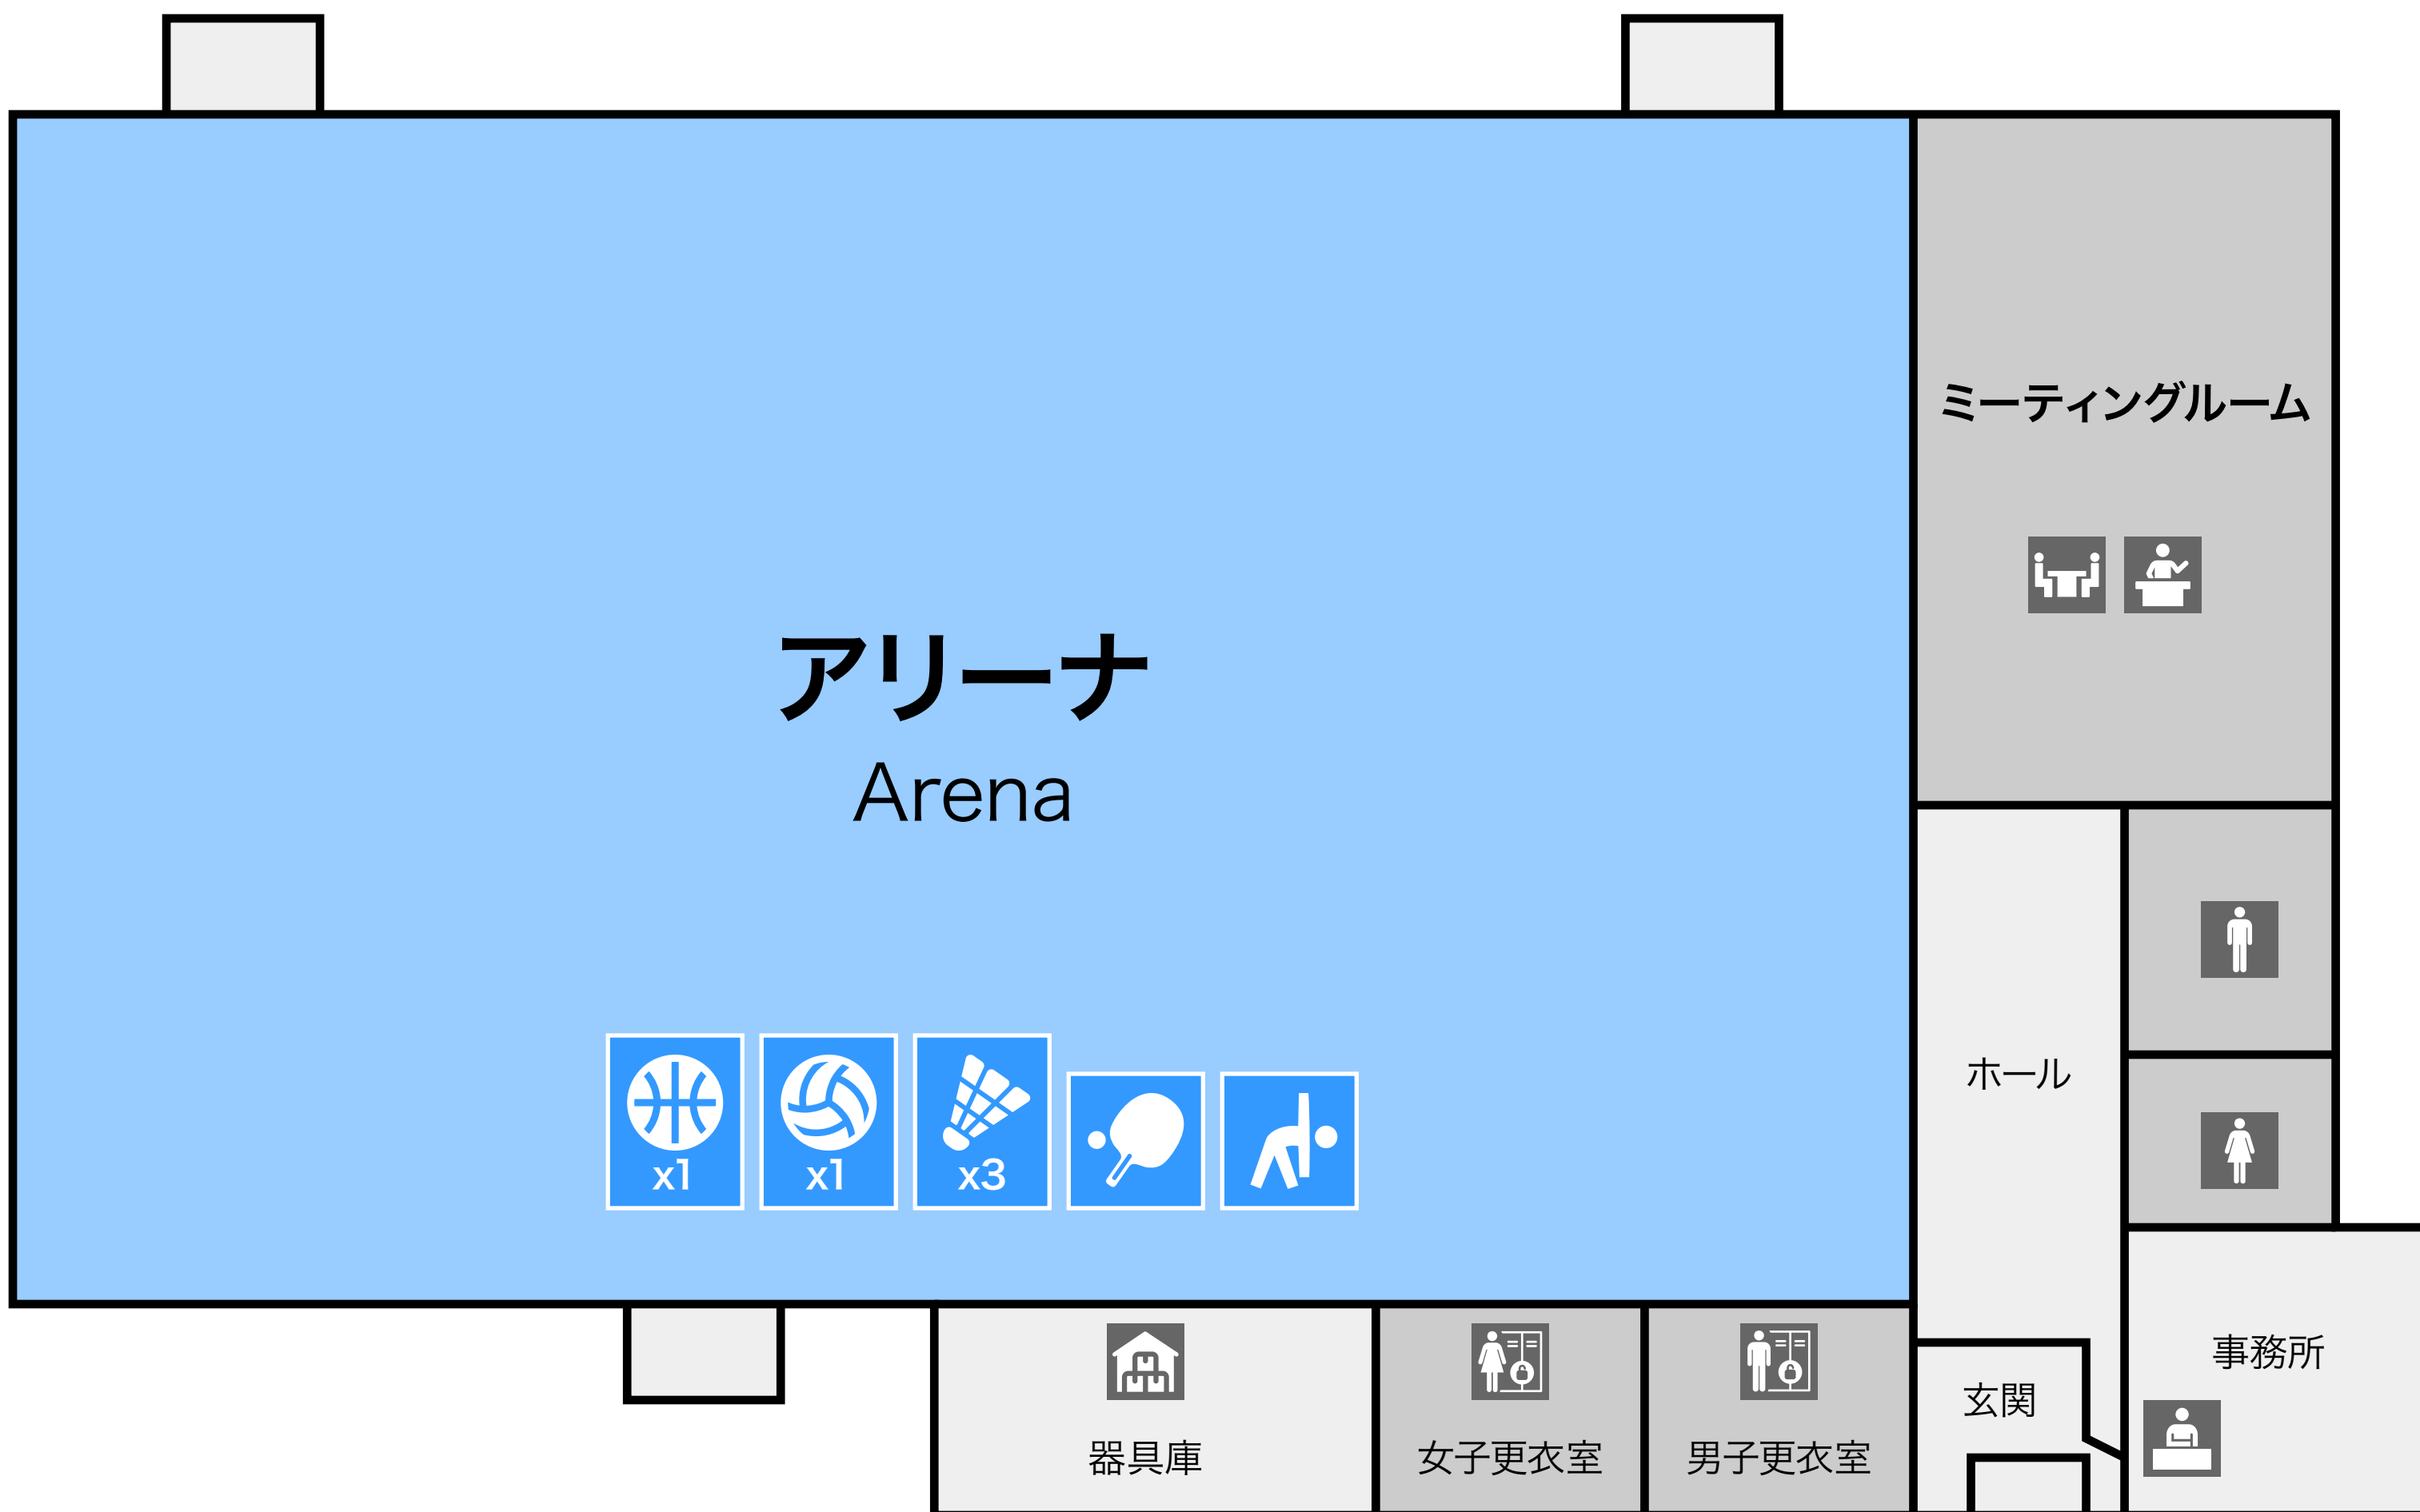 ミーティングルーム
アリーナ
Arena
ホール
x1
x1
x3
事務所
玄関
器具庫
女子更衣室
男子更衣室